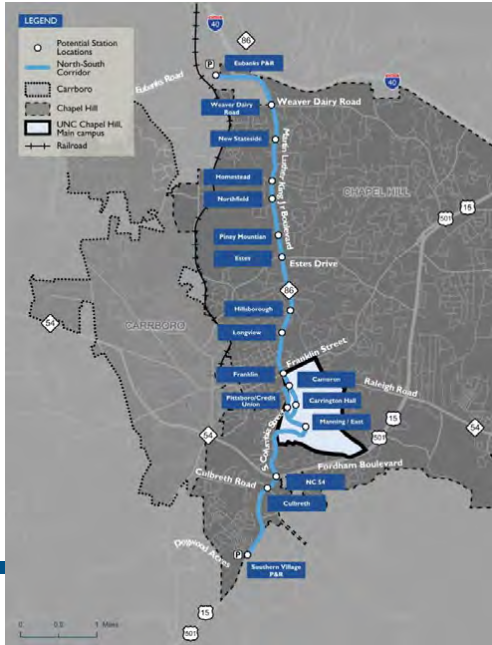 LEGEND
Potential Station
Locations
North-South
Corridor
Carrboro
Chapel Hill
UNC Chapel Hill,
Main campus
Railroad
40
86
P
Eubanks P&R
Eubanks Road
40
Weaver Dairy
Road
Weaver Dairy Road
New Stateside
Martin Luther King Jr Boulevard
Homestead
CHAPEL HILL
Northfield
15
501
Piney Mountian
Estes
Estes Drive
86
Hillsborough
54
CARRBORO
Longview
Franklin Street
Franklin
Cameron
Raleigh Road
Pittsboro/Credit
Union
Carrington Hall
15
54
Manning / East
501
54
S Columbia Street
Fordham Boulevard
Culbreth Road
NC 54
Culbreth
Dogwood Acres
P
Southern Village
P&R
15
501
0 0.5 1 Miles